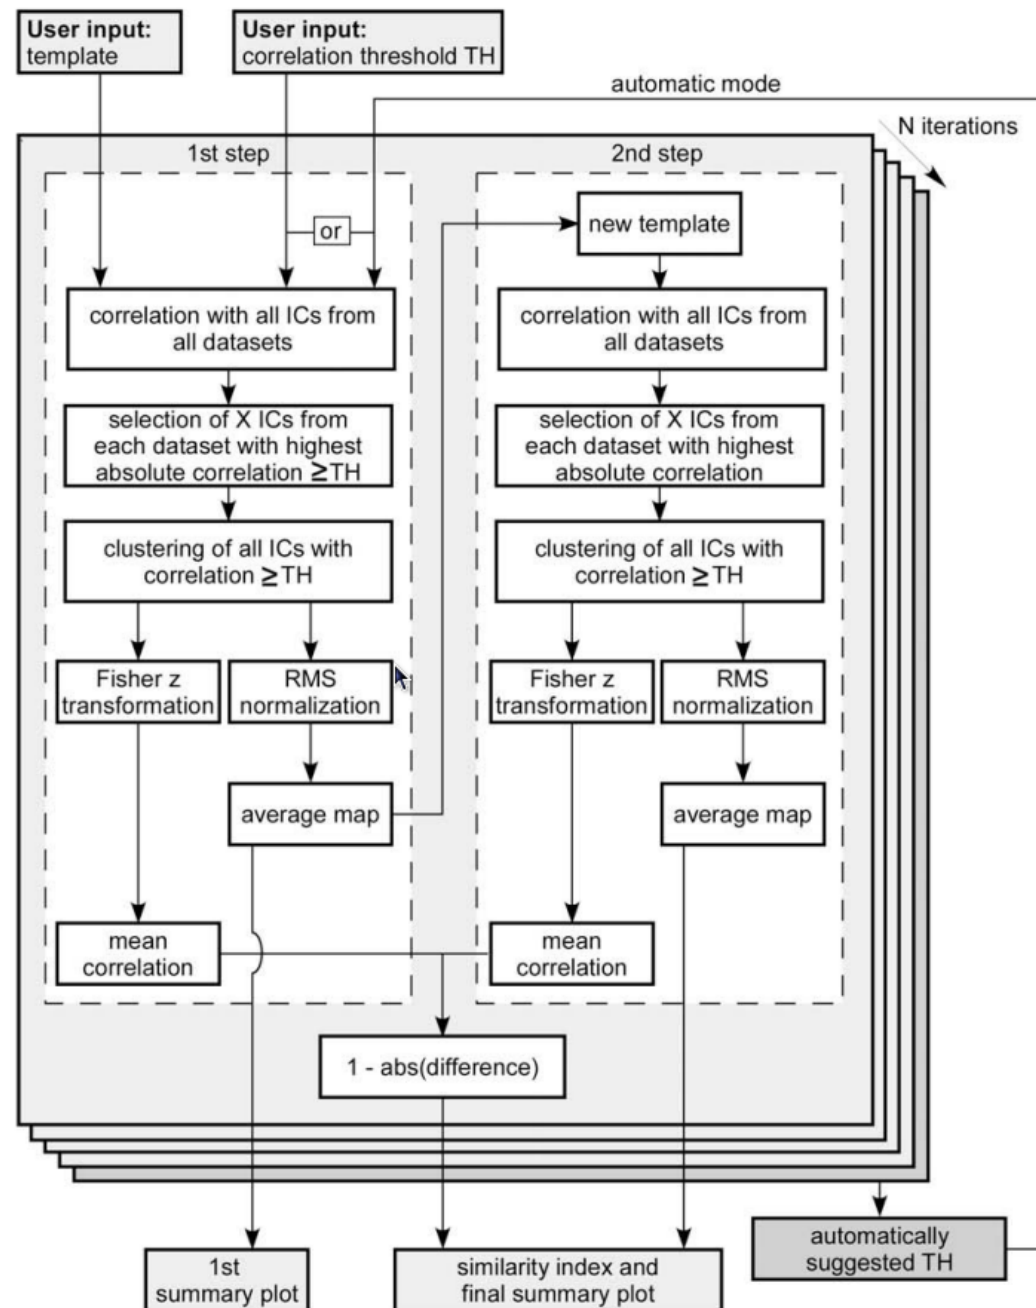 User input:
template
User input:
correlation threshold TH
automatic mode
N iterations
1st step
2nd step
or
new template
correlation with all ICs from
all datasets
correlation with all ICs from
all datasets
selection of X ICs from
each dataset with highest
absolute correlation ≥TH
selection of X ICs from
each dataset with highest
absolute correlation
clustering of all ICs with
correlation ≥TH
clustering of all ICs with
correlation ≥TH
Fisher z
transformation
RMS
normalization
Fisher z
transformation
RMS
normalization
average map
average map
mean
correlation
mean
correlation
1 - abs(difference)
automatically
suggested TH
1st
summary plot
similarity index and
final summary plot